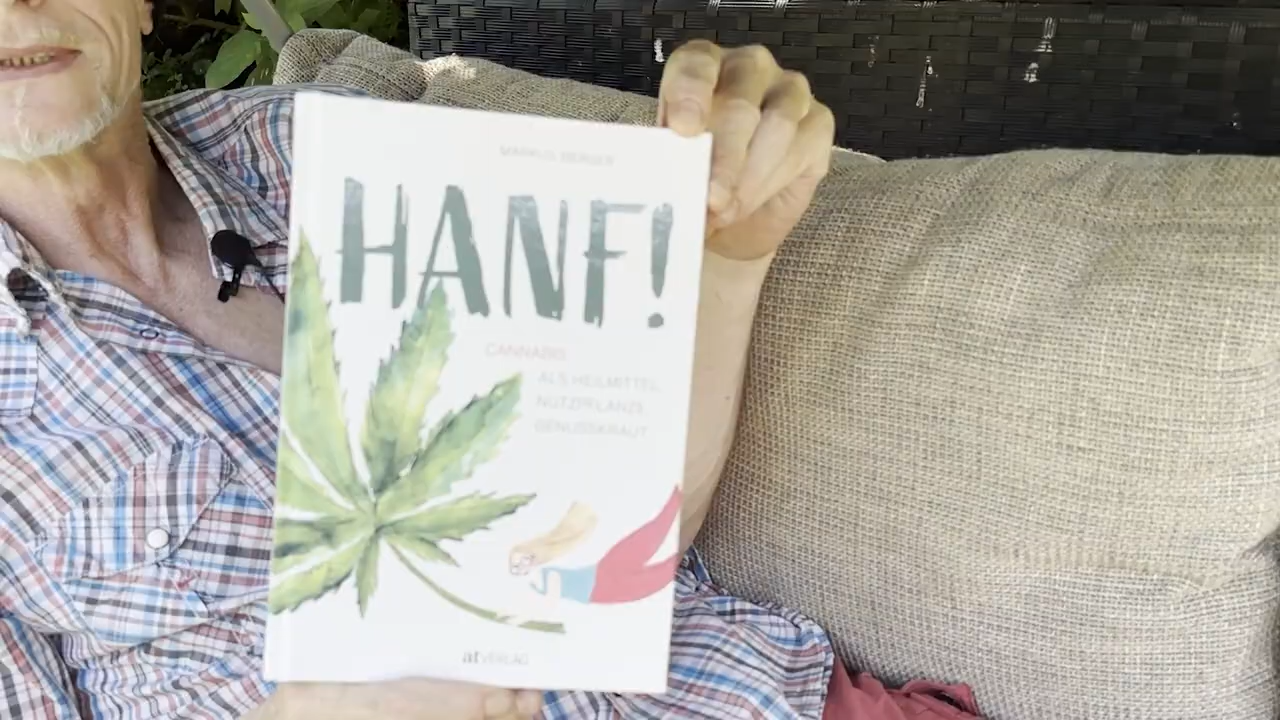 MARKUS BERGER
HANF!
CANNABIS
ALS HEILMITTEL,
NUTZPFLANZE,
GENUSSKRAUT
at VERLAG